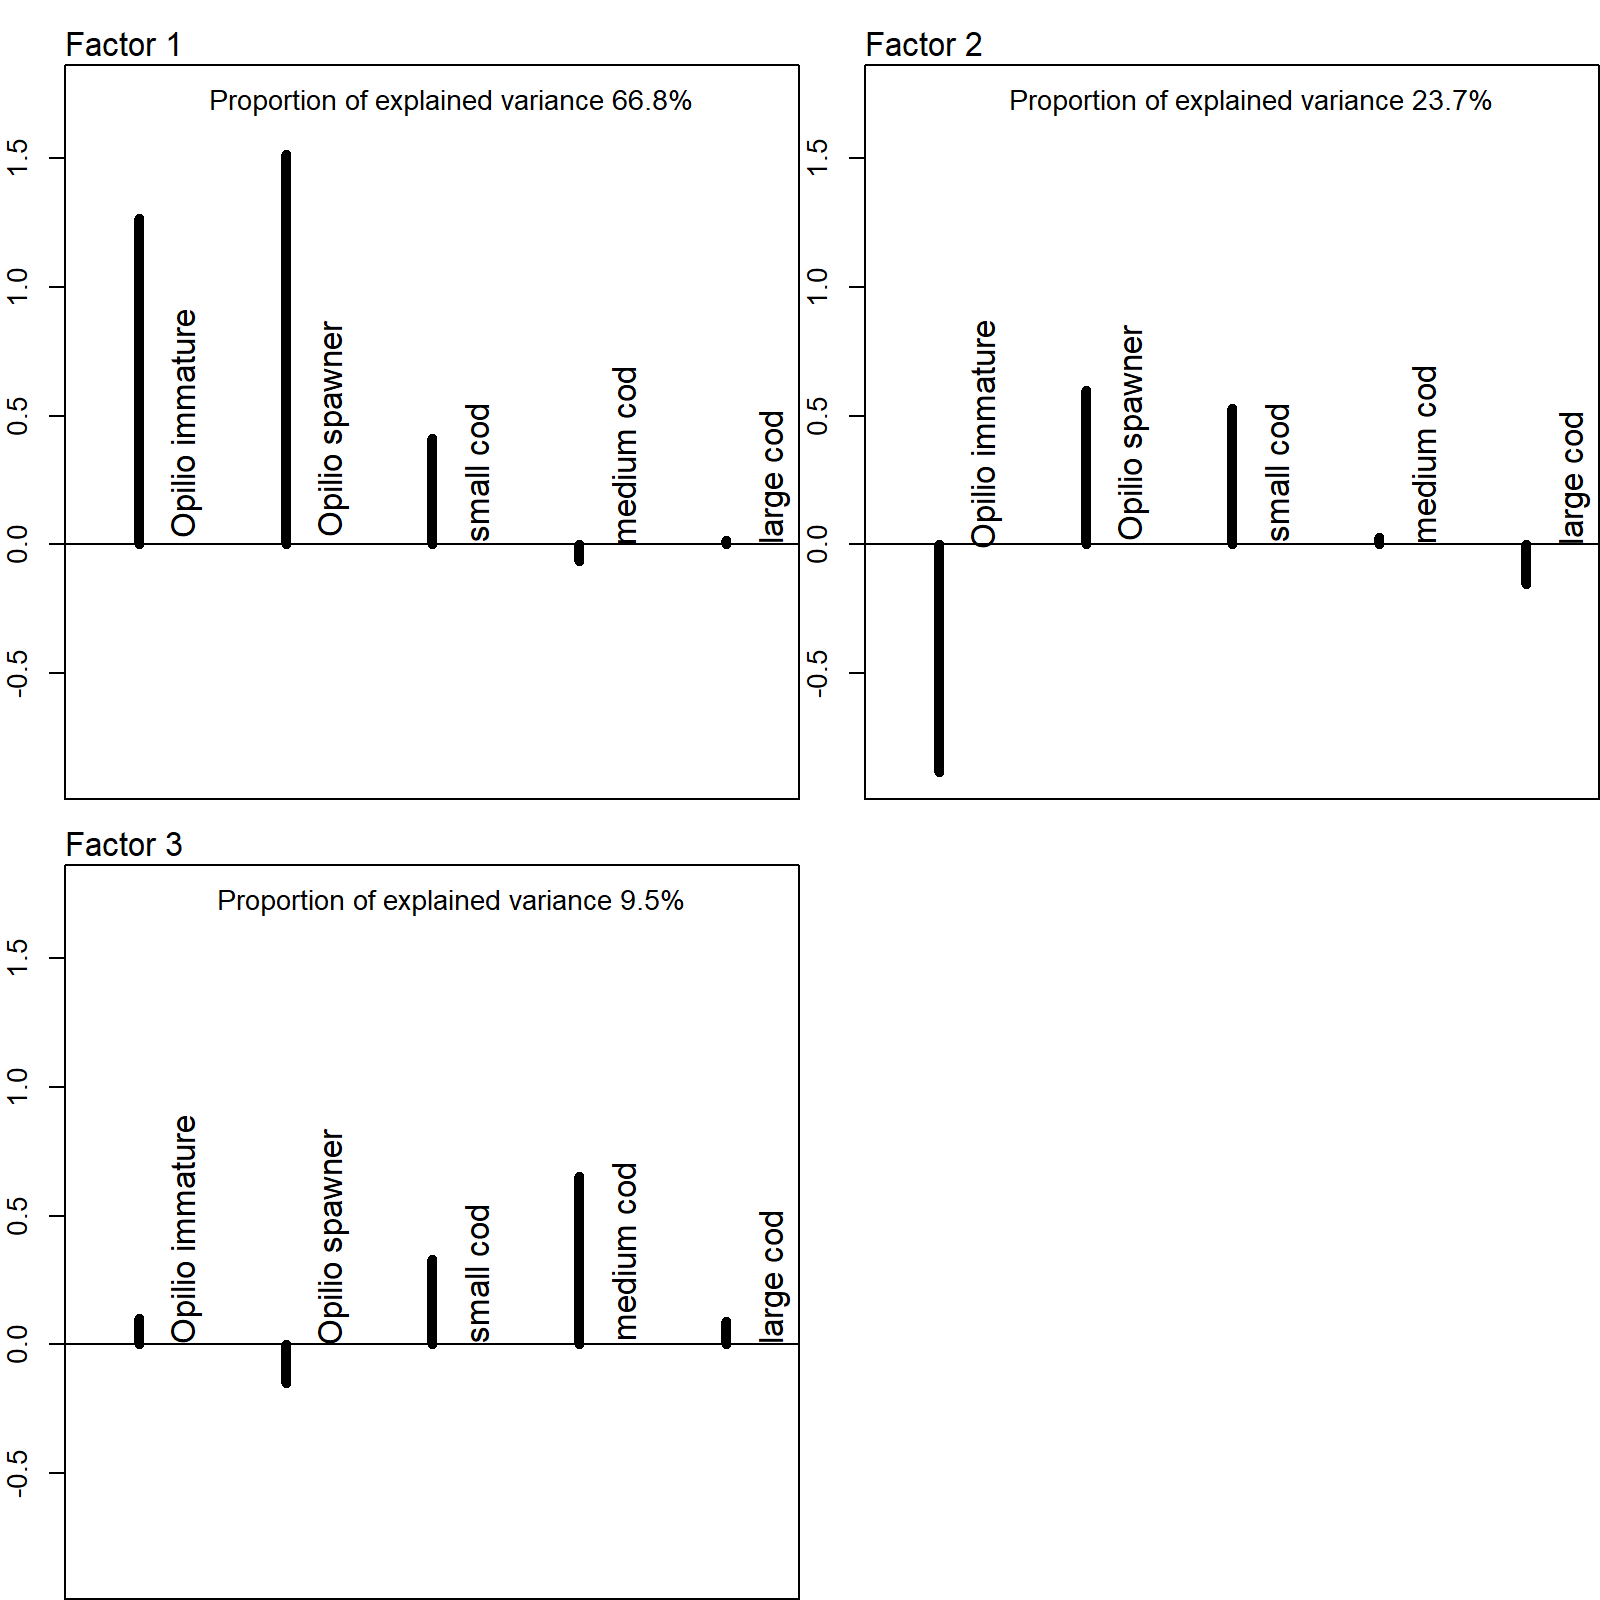 Factor 1
Proportion of explained variance 66.8%
1.5
1.0
0.5
0.0
-0.5
Opilio immature
Opilio spawner
small cod
medium cod
large cod
Factor 2
Proportion of explained variance 23.7%
1.5
1.0
0.5
0.0
-0.5
Opilio immature
Opilio spawner
small cod
medium cod
large cod
Factor 3
Proportion of explained variance 9.5%
1.5
1.0
0.5
0.0
-0.5
Opilio immature
Opilio spawner
small cod
medium cod
large cod